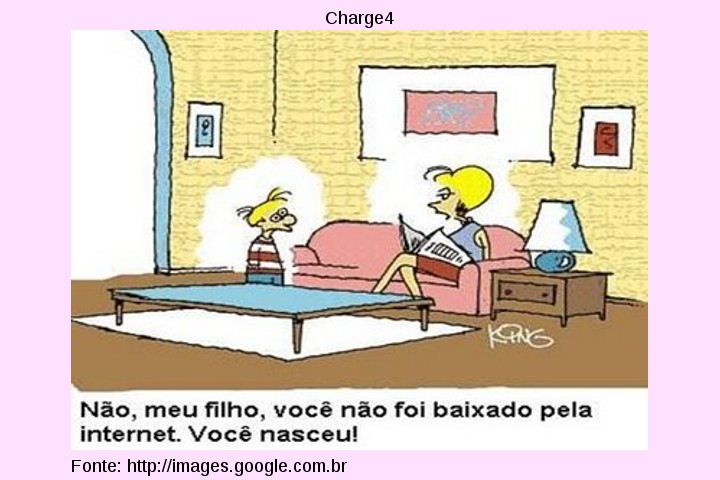 Charge4
KING
Não, meu filho, você não foi baixado pela
internet. Você nasceu!
Fonte: http://images.google.com.br